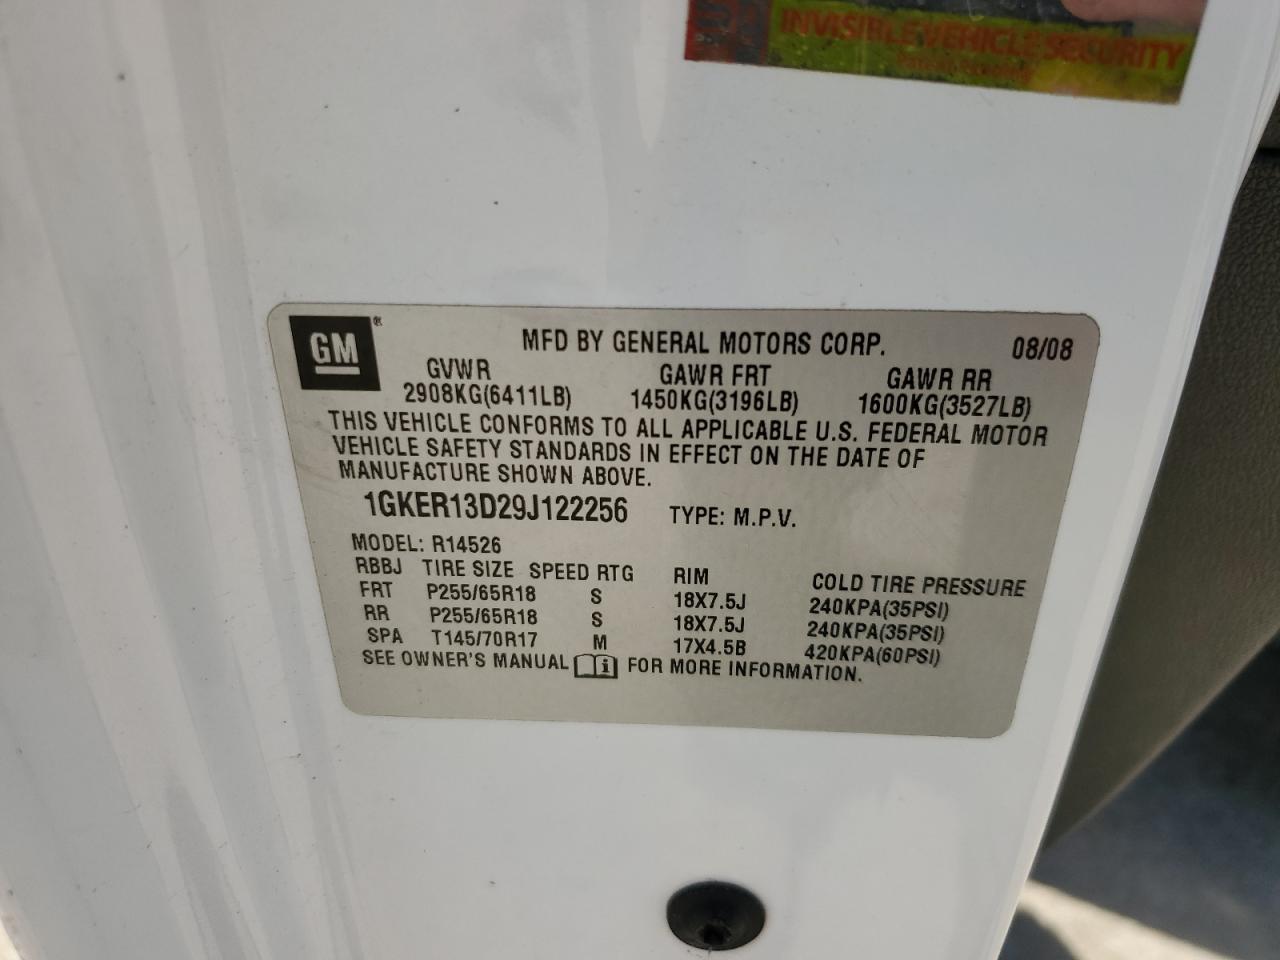 INVISIBLE VEHICLE SECURITY
GM®
MFD BY GENERAL MOTORS CORP. 08/08
GVWR GAWR FRT GAWR RR
2908KG(6411LB) 1450KG(3196LB) 1600KG(3527LB)
THIS VEHICLE CONFORMS TO ALL APPLICABLE U.S. FEDERAL MOTOR
VEHICLE SAFETY STANDARDS IN EFFECT ON THE DATE OF
MANUFACTURE SHOWN ABOVE.
1GKER13D29J122256 TYPE: M.P.V.
MODEL: R14526
RBBJ TIRE SIZE SPEED RTG RIM COLD TIRE PRESSURE
FRT P255/65R18 S 18X7.5J 240KPA(35PSI)
RR P255/65R18 S 18X7.5J 240KPA(35PSI)
SPA T145/70R17 M 17X4.5B 420KPA(60PSI)
SEE OWNER'S MANUAL i FOR MORE INFORMATION.